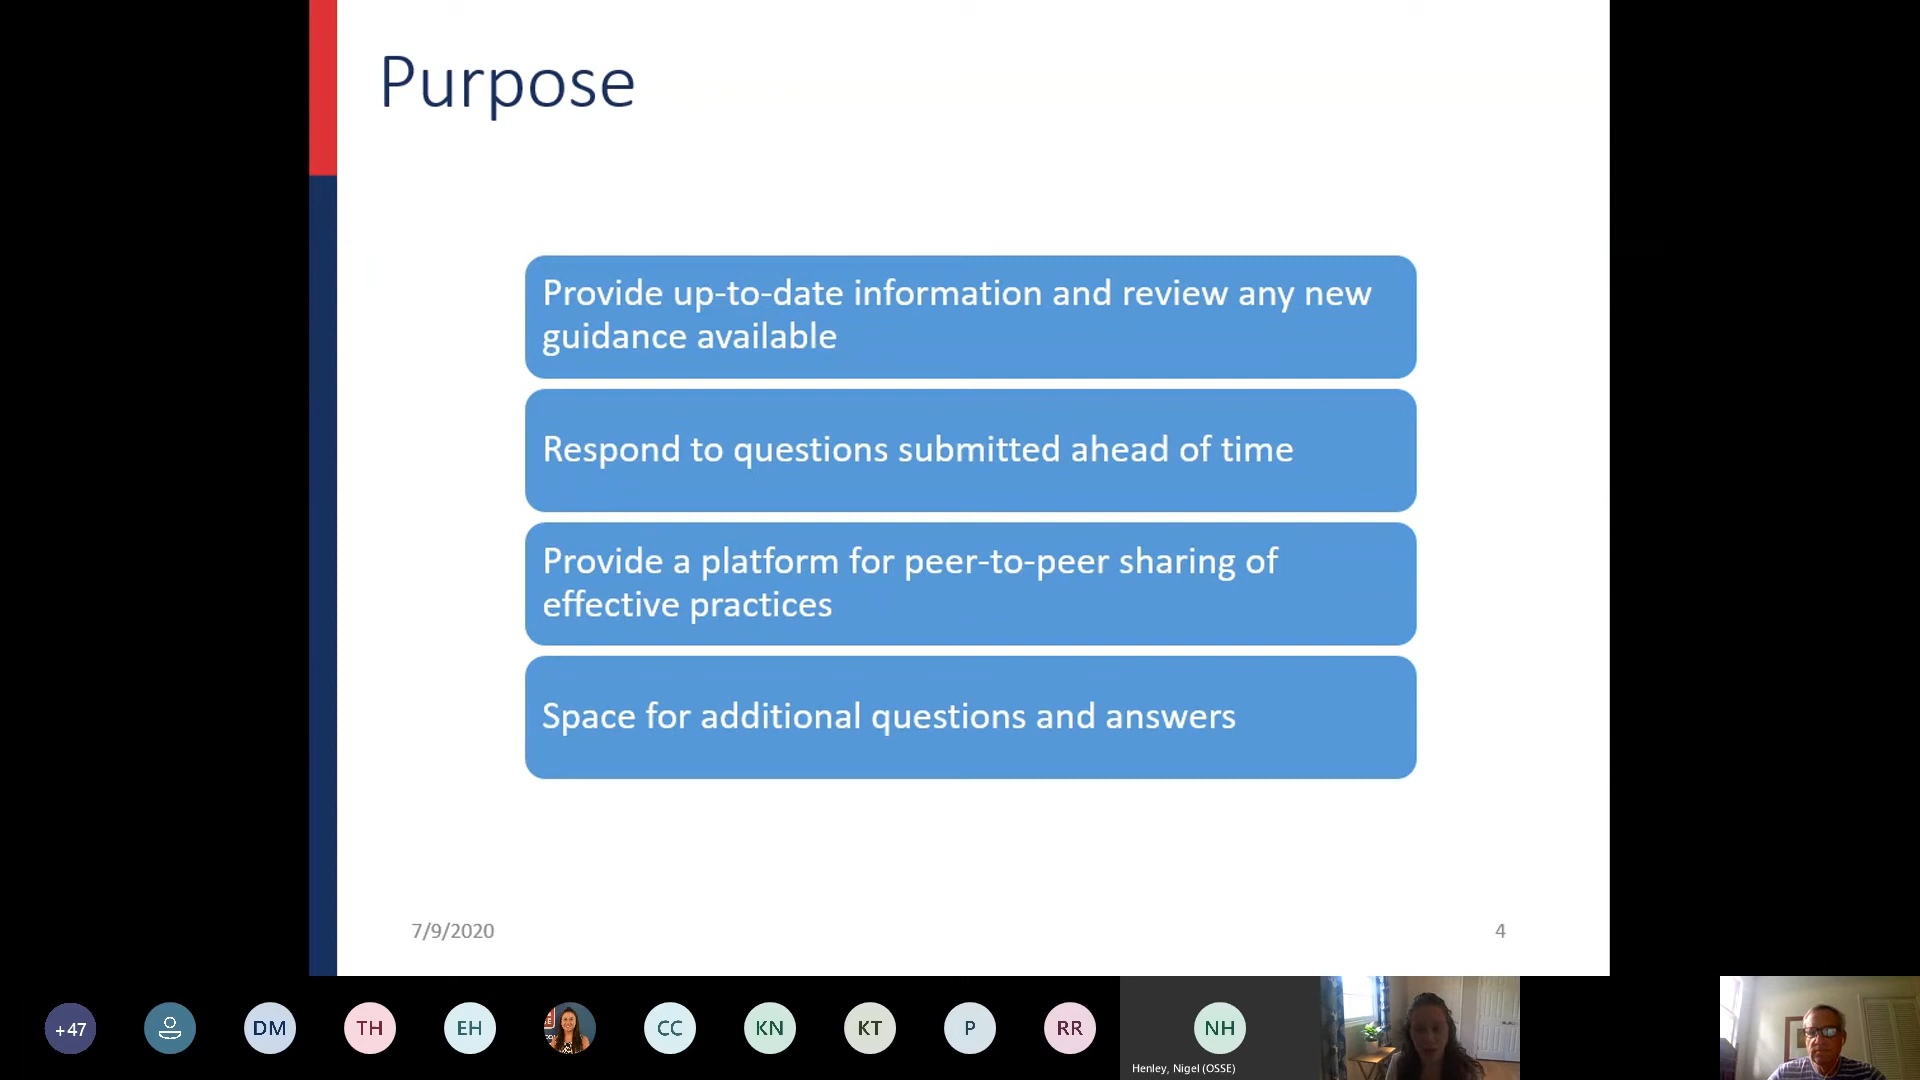 Purpose
Provide up-to-date information and review any new
guidance available
Respond to questions submitted ahead of time
Provide a platform for peer-to-peer sharing of
effective practices
Space for additional questions and answers
7/9/2020
4
+47
DM
TH
EH
CC
KN
KT
P
RR
NH
Henley, Nigel (OSSE)